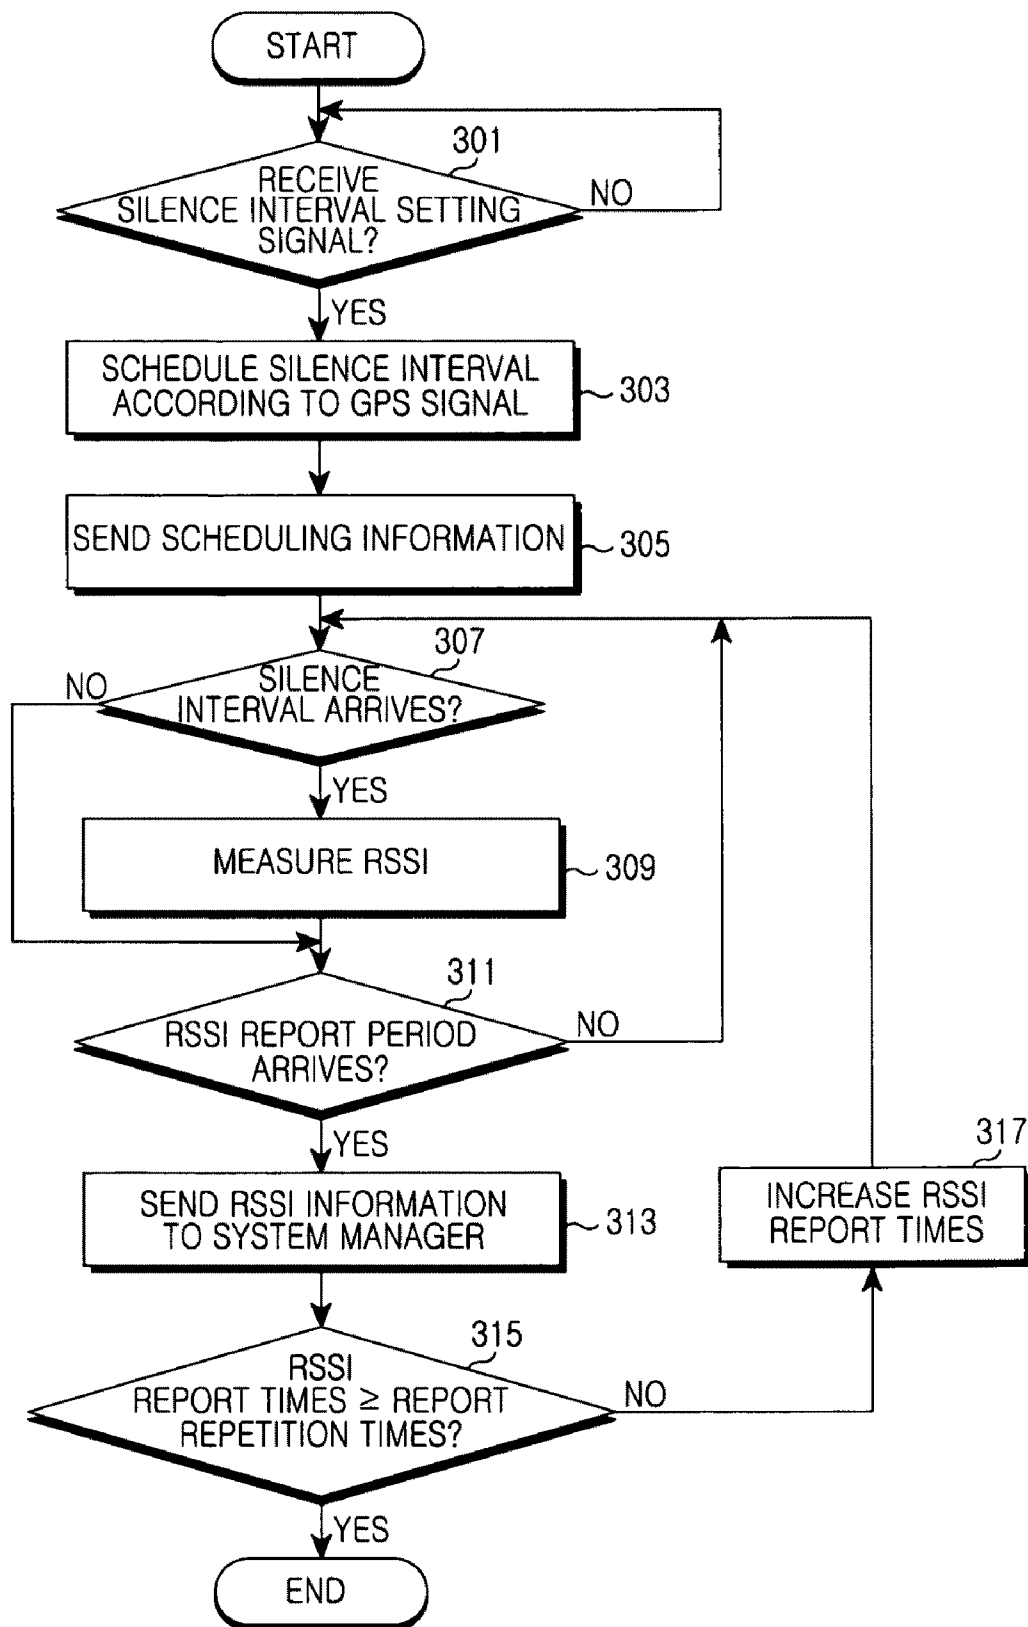 START
301
RECEIVE
SILENCE INTERVAL SETTING
SIGNAL?
NO
YES
SCHEDULE SILENCE INTERVAL
ACCORDING TO GPS SIGNAL
303
SEND SCHEDULING INFORMATION
305
307
NO
SILENCE
INTERVAL ARRIVES?
YES
MEASURE RSSI
309
311
RSSI REPORT PERIOD
ARRIVES?
NO
YES
SEND RSSI INFORMATION
TO SYSTEM MANAGER
313
317
INCREASE RSSI
REPORT TIMES
315
RSSI
REPORT TIMES ≥ REPORT
REPETITION TIMES?
NO
YES
END